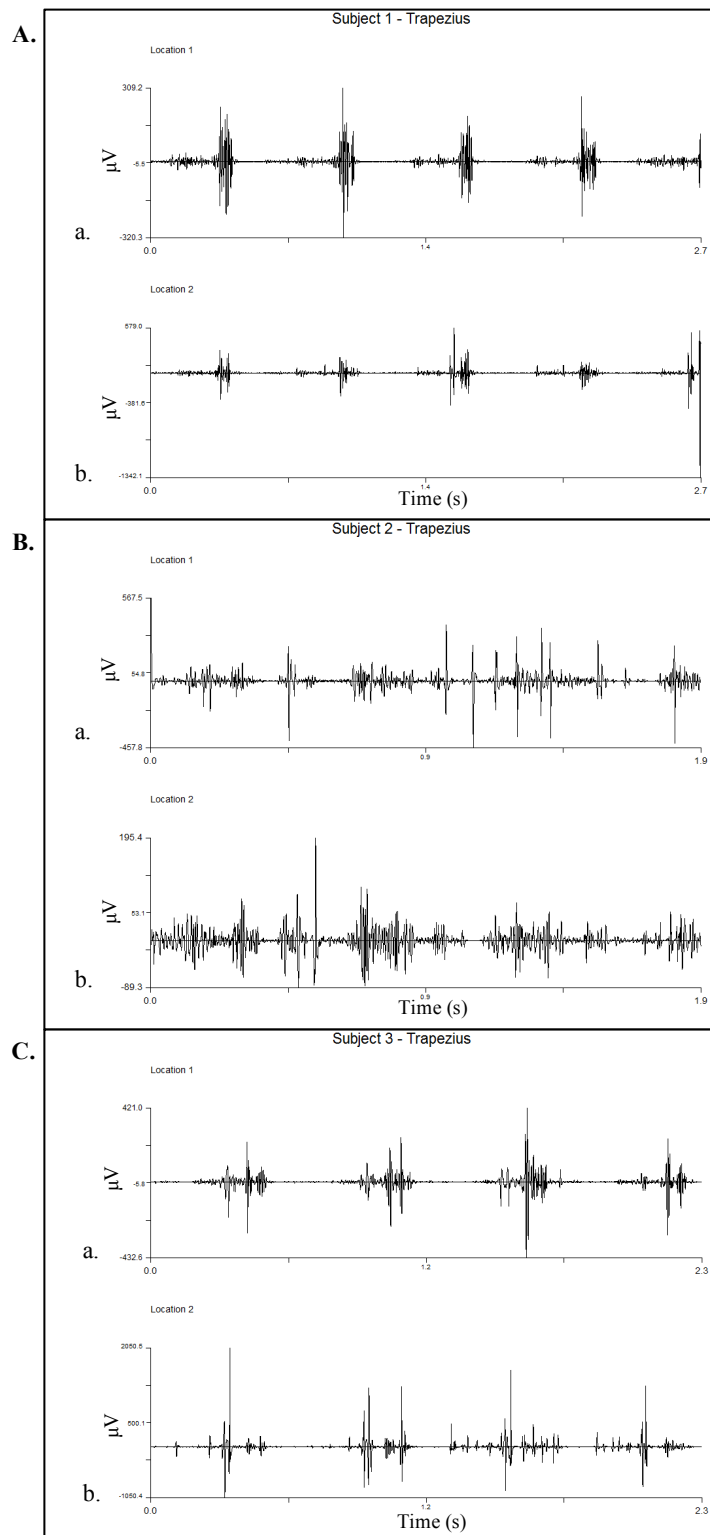 A.
Subject 1 - Trapezius
Location 1
309.2
µV
-5.5
-320.3
a.
0.0
1.4
2.7
Location 2
579.0
µV
-381.6
-1342.1
b.
0.0
1.4
2.7
Time (s)
B.
Subject 2 - Trapezius
Location 1
567.5
µV
54.8
-457.8
a.
0.0
0.9
1.9
Location 2
195.4
µV
53.1
-89.3
b.
0.0
0.9
1.9
Time (s)
C.
Subject 3 - Trapezius
Location 1
421.0
µV
-5.8
-432.6
a.
0.0
1.2
2.3
Location 2
2050.5
µV
500.1
-1050.4
b.
0.0
1.2
2.3
Time (s)